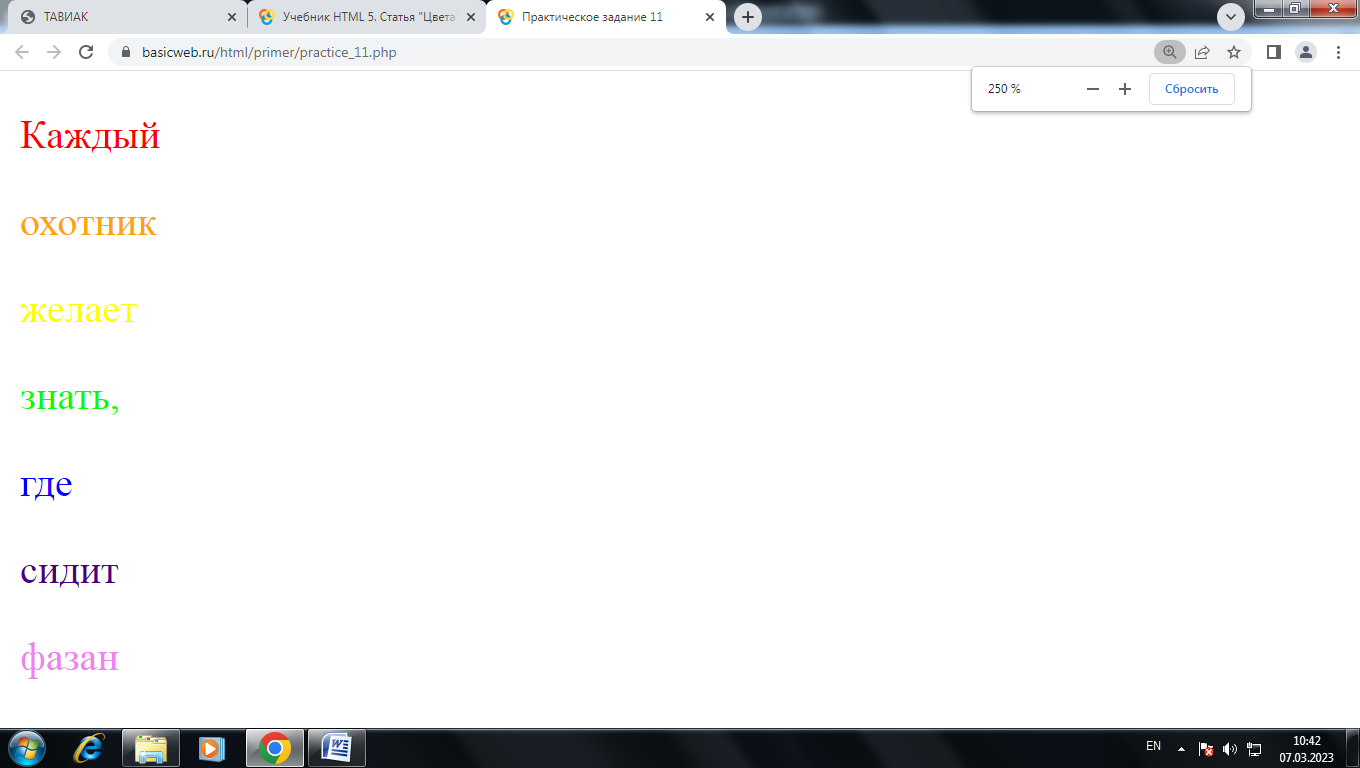 ТАВИАК
Учебник HTML 5. Статья "Цвета"
Практическое задание 11
basicweb.ru/html/primer/practice_11.php
250 %
Сбросить
Каждый
охотник
желает
знать,
где
сидит
фазан
EN
10:42
07.03.2023